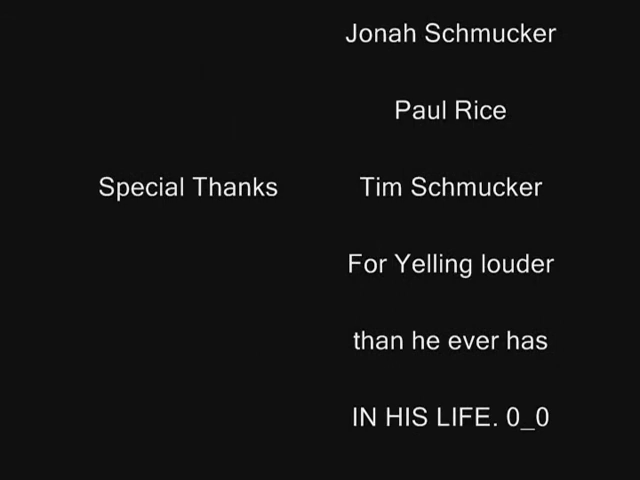 Jonah Schmucker
Paul Rice
Special Thanks Tim Schmucker
For Yelling louder
than he ever has
IN HIS LIFE. 0_0